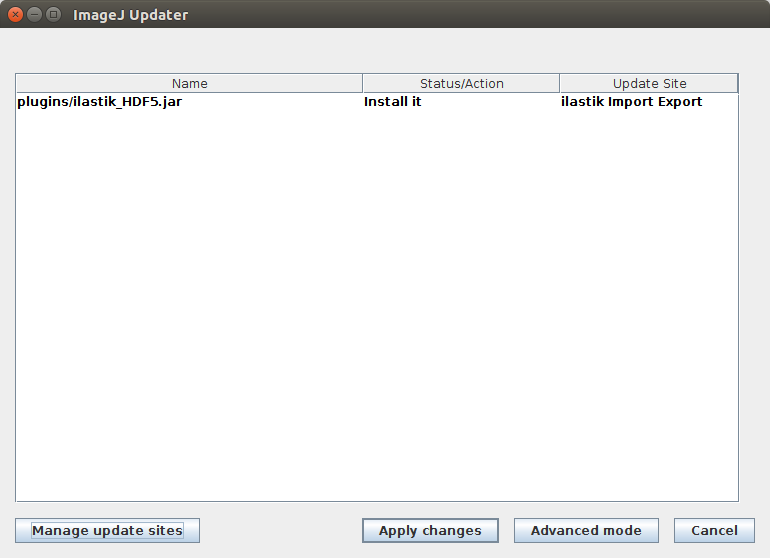 ImageJ Updater
Name Status/Action Update Site
plugins/ilastik_HDF5.jar Install it ilastik Import Export
Manage update sites Apply changes Advanced mode Cancel